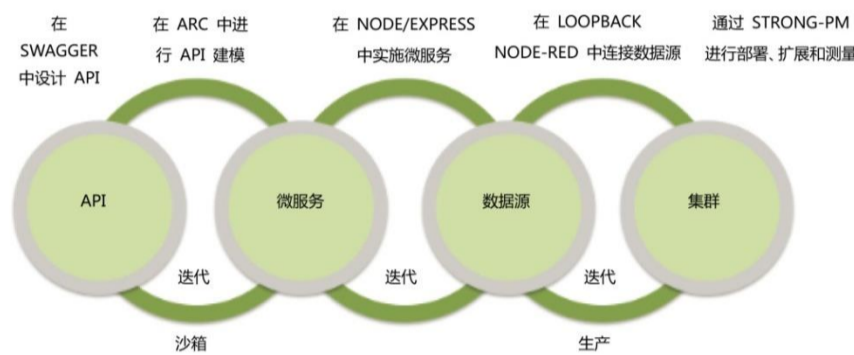 在
SWAGGER
中设计 API
在 ARC 中进
行 API 建模
在 NODE/EXPRESS
中实施微服务
在 LOOPBACK
NODE-RED 中连接数据源
通过 STRONG-PM
进行部署、扩展和测量
API
微服务
数据源
集群
迭代
迭代
迭代
沙箱
生产